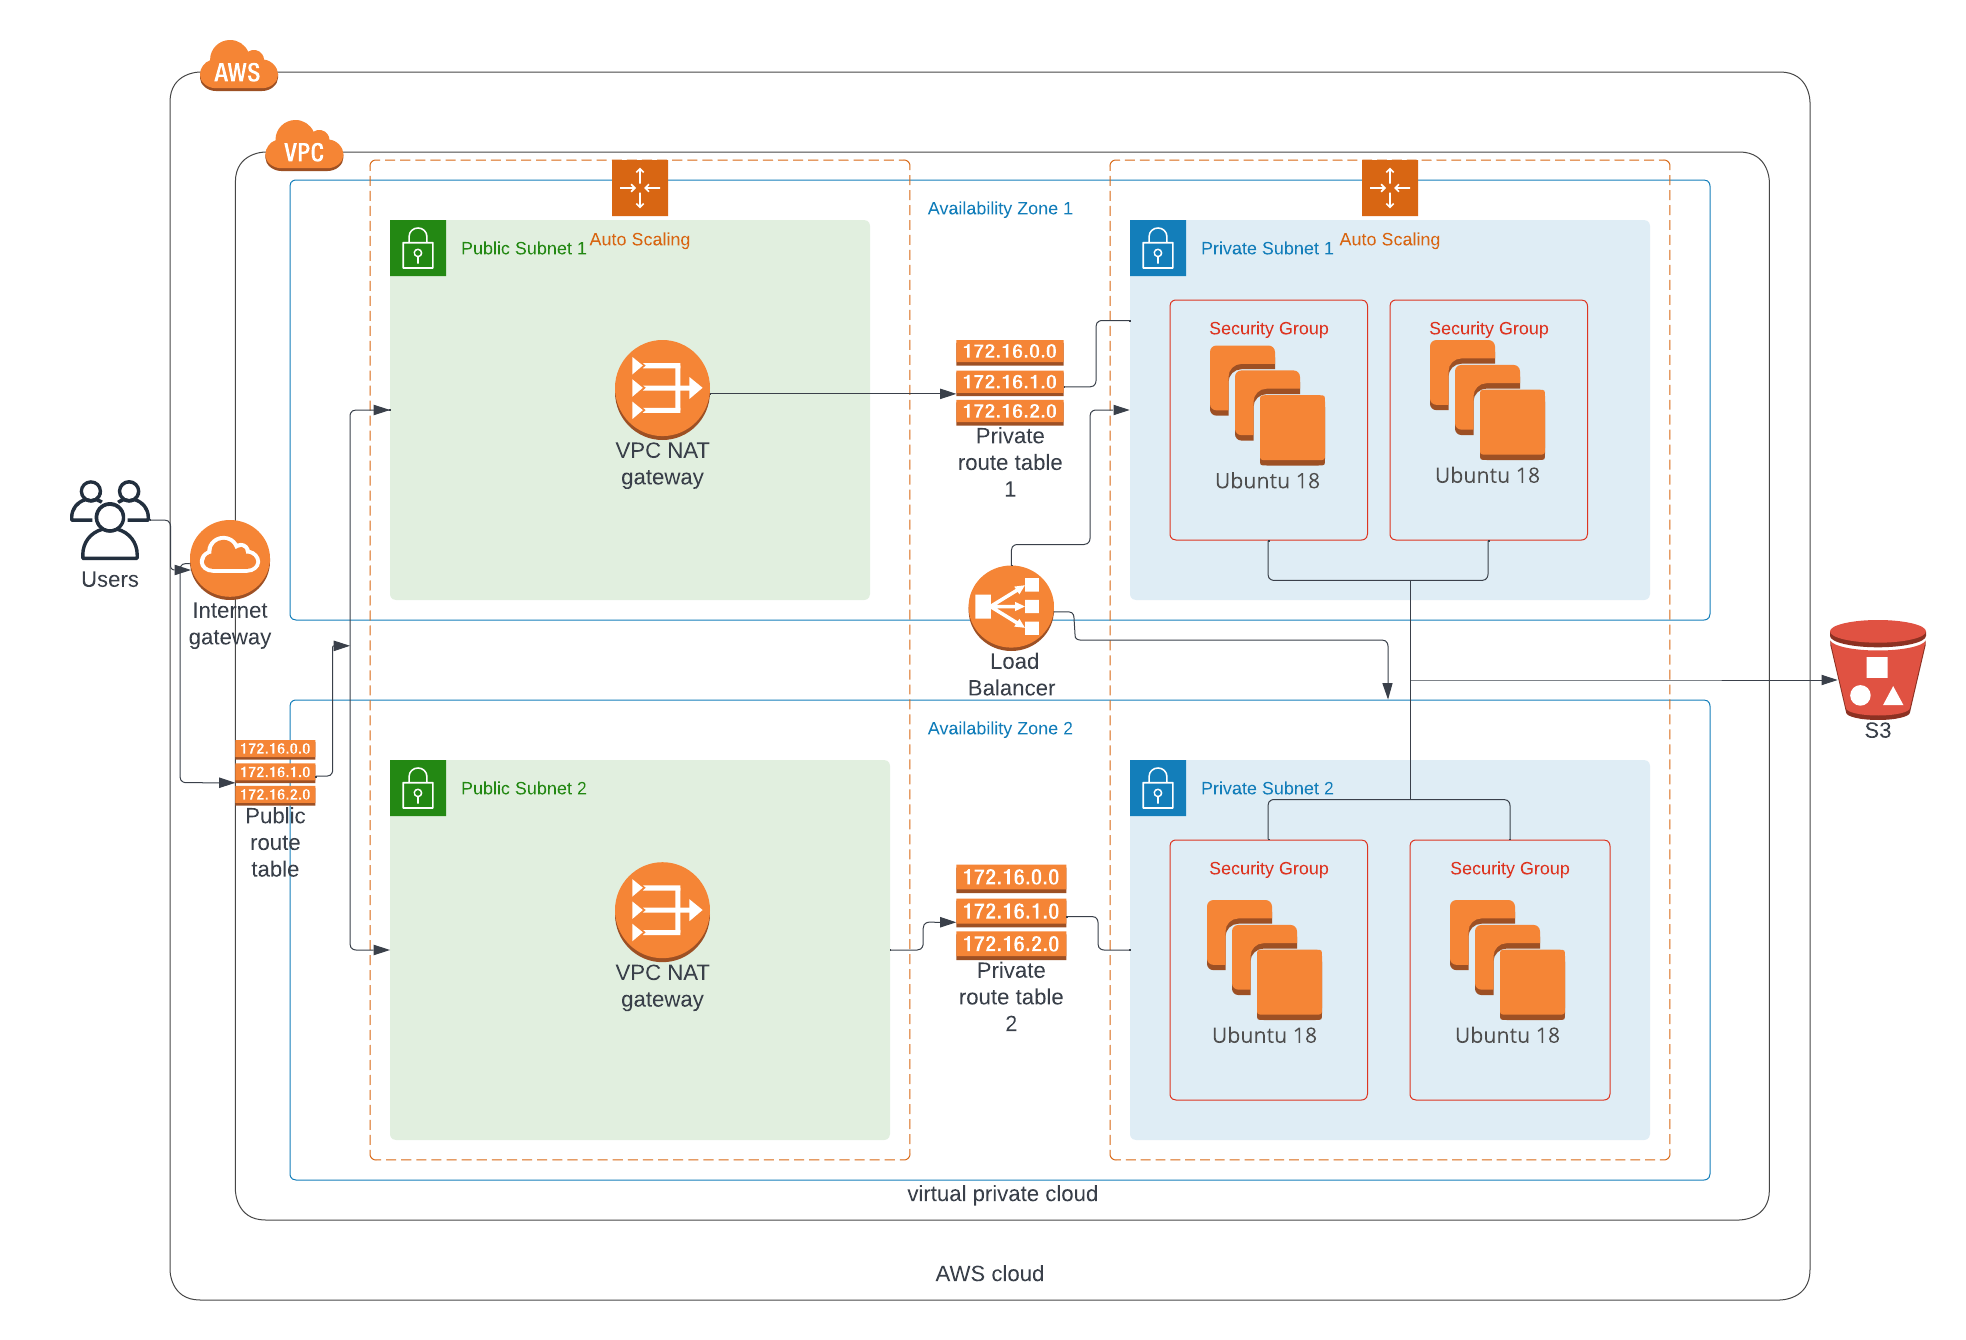 AWS
VPC
Availability Zone 1
Public Subnet 1
Auto Scaling
Private Subnet 1
Auto Scaling
Security Group
Security Group
172.16.0.0
172.16.1.0
172.16.2.0
Private
route table
1
VPC NAT
gateway
Ubuntu 18
Ubuntu 18
Users
Internet
gateway
Load
Balancer
S3
Availability Zone 2
172.16.0.0
172.16.1.0
172.16.2.0
Public
route
table
Public Subnet 2
Private Subnet 2
Security Group
Security Group
172.16.0.0
172.16.1.0
172.16.2.0
Private
route table
2
VPC NAT
gateway
Ubuntu 18
Ubuntu 18
virtual private cloud
AWS cloud